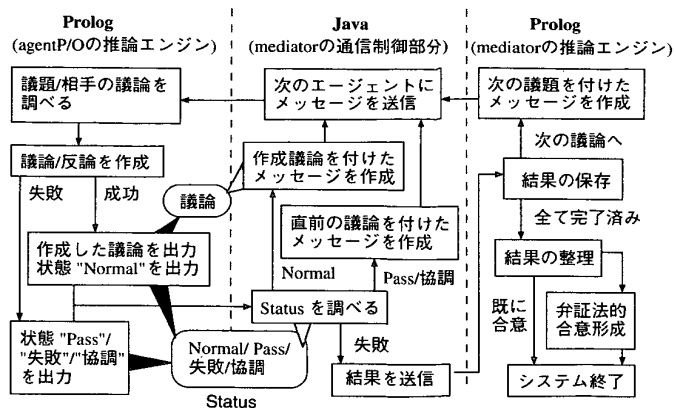 Prolog
(agentP/Oの推論エンジン)
議題/相手の議論を
調べる
議論/反論を作成
失敗
成功
作成した議論を出力
状態 "Normal"を出力
状態 "Pass"/
"失敗"/"協調"
を出力
議論
Normal/ Pass/
失敗/協調
Status
Java
(mediatorの通信制御部分)
次のエージェントに
メッセージを送信
作成議論を付けた
メッセージを作成
直前の議論を付けた
メッセージを作成
Normal
Pass/協調
Status を調べる
失敗
結果を送信
Prolog
(mediatorの推論エンジン)
次の議題を付けた
メッセージを作成
次の議論へ
結果の保存
全て完了済み
結果の整理
既に
合意
弁証法的
合意形成
システム終了